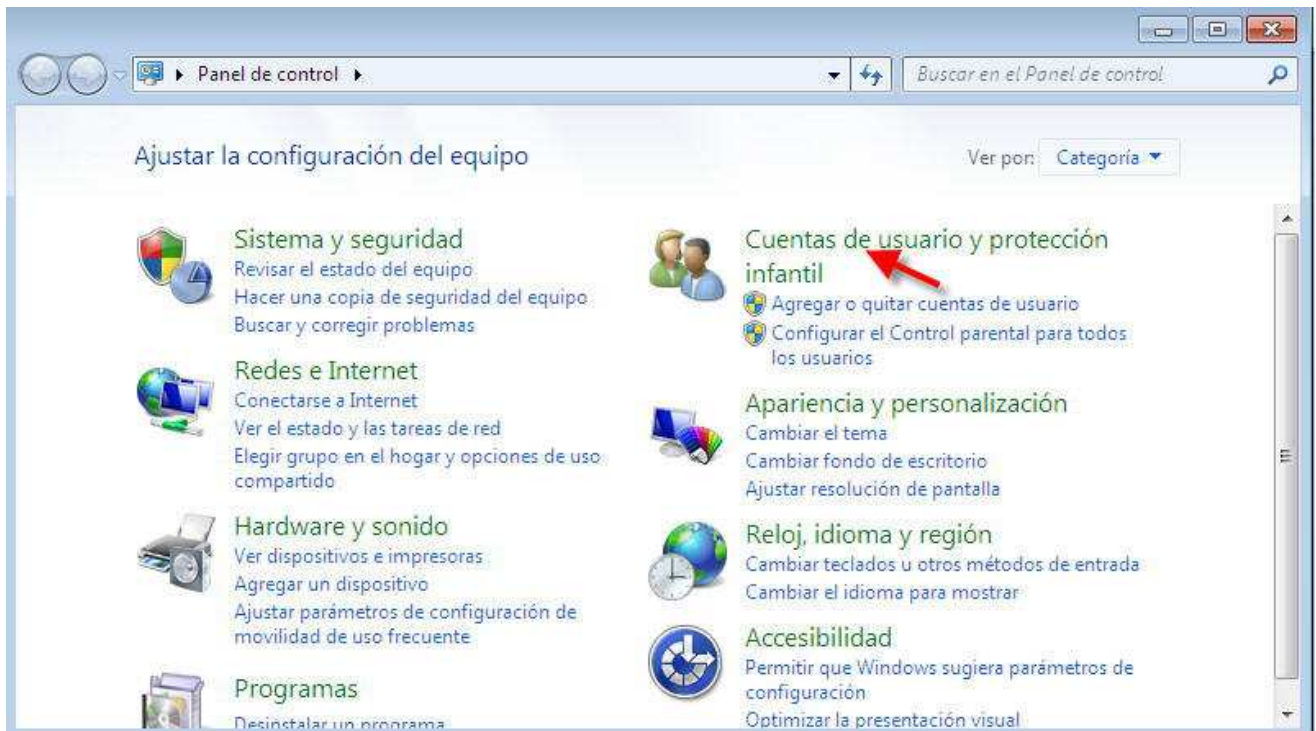 Panel de control
Buscar en el Panel de control
Ajustar la configuración del equipo
Ver por: Categoría
Sistema y seguridad
Revisar el estado del equipo
Hacer una copia de seguridad del equipo
Buscar y corregir problemas
Redes e Internet
Conectarse a Internet
Ver el estado y las tareas de red
Elegir grupo en el hogar y opciones de uso
compartido
Hardware y sonido
Ver dispositivos e impresoras
Agregar un dispositivo
Ajustar parámetros de configuración de
movilidad de uso frecuente
Programas
Desinstalar un programa
Cuentas de usuario y protección
infantil
Agregar o quitar cuentas de usuario
Configurar el Control parental para todos
los usuarios
Apariencia y personalización
Cambiar el tema
Cambiar fondo de escritorio
Ajustar resolución de pantalla
Reloj, idioma y región
Cambiar teclados u otros métodos de entrada
Cambiar el idioma para mostrar
Accesibilidad
Permitir que Windows sugiera parámetros de
configuración
Optimizar la presentación visual